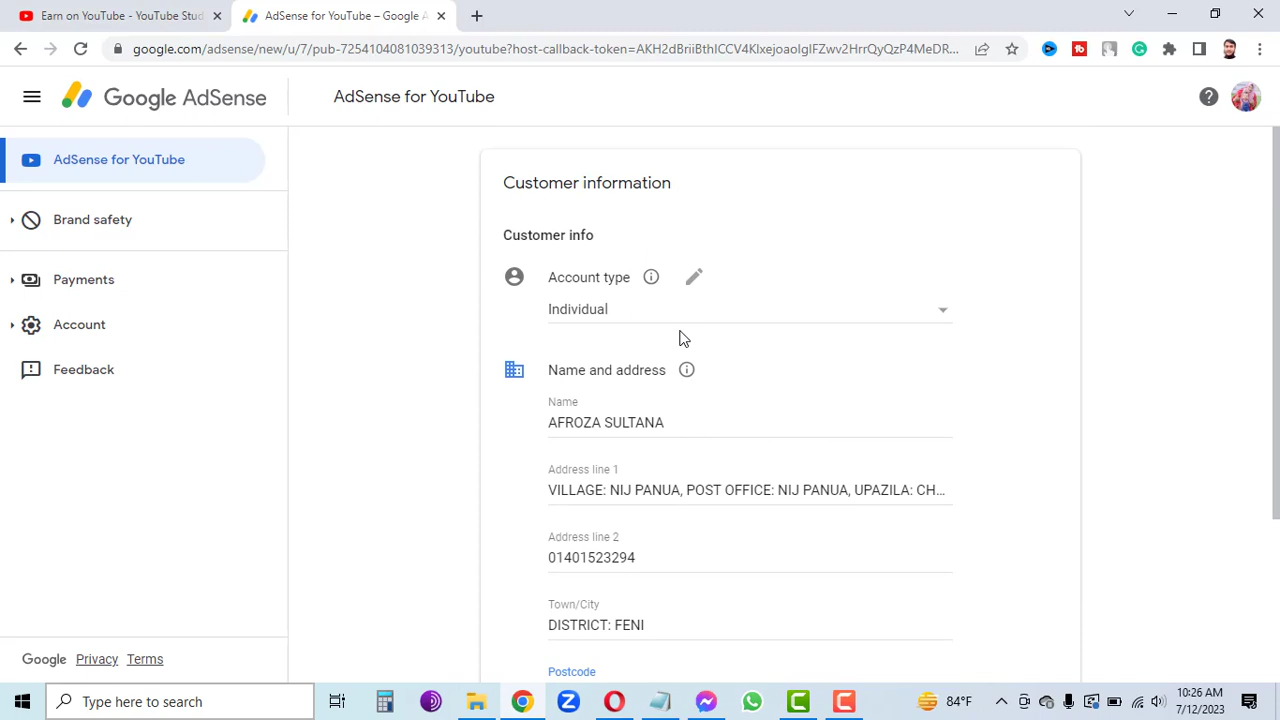 Earn on YouTube - YouTube Stud
AdSense for YouTube – Google A
google.com/adsense/new/u/7/pub-7254104081039313/youtube?host-callback-token=AKH2dBriiBthICCV4KlxejoaoIglFZwv2HrrQyQzP4MeDR...
Google AdSense
AdSense for YouTube
AdSense for YouTube
Brand safety
Payments
Account
Feedback
Customer information
Customer info
Account type
Individual
Name and address
Name
AFROZA SULTANA
Address line 1
VILLAGE: NIJ PANUA, POST OFFICE: NIJ PANUA, UPAZILA: CH...
Address line 2
01401523294
Town/City
DISTRICT: FENI
Postcode
Google Privacy Terms
Type here to search
84°F
10:26 AM
7/12/2023